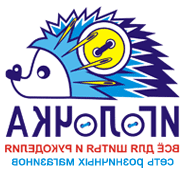 ИГОЛОЧКА
ВСЁ ДЛЯ ШИТЬЯ И РУКОДЕЛИЯ
сеть розничных магазинов